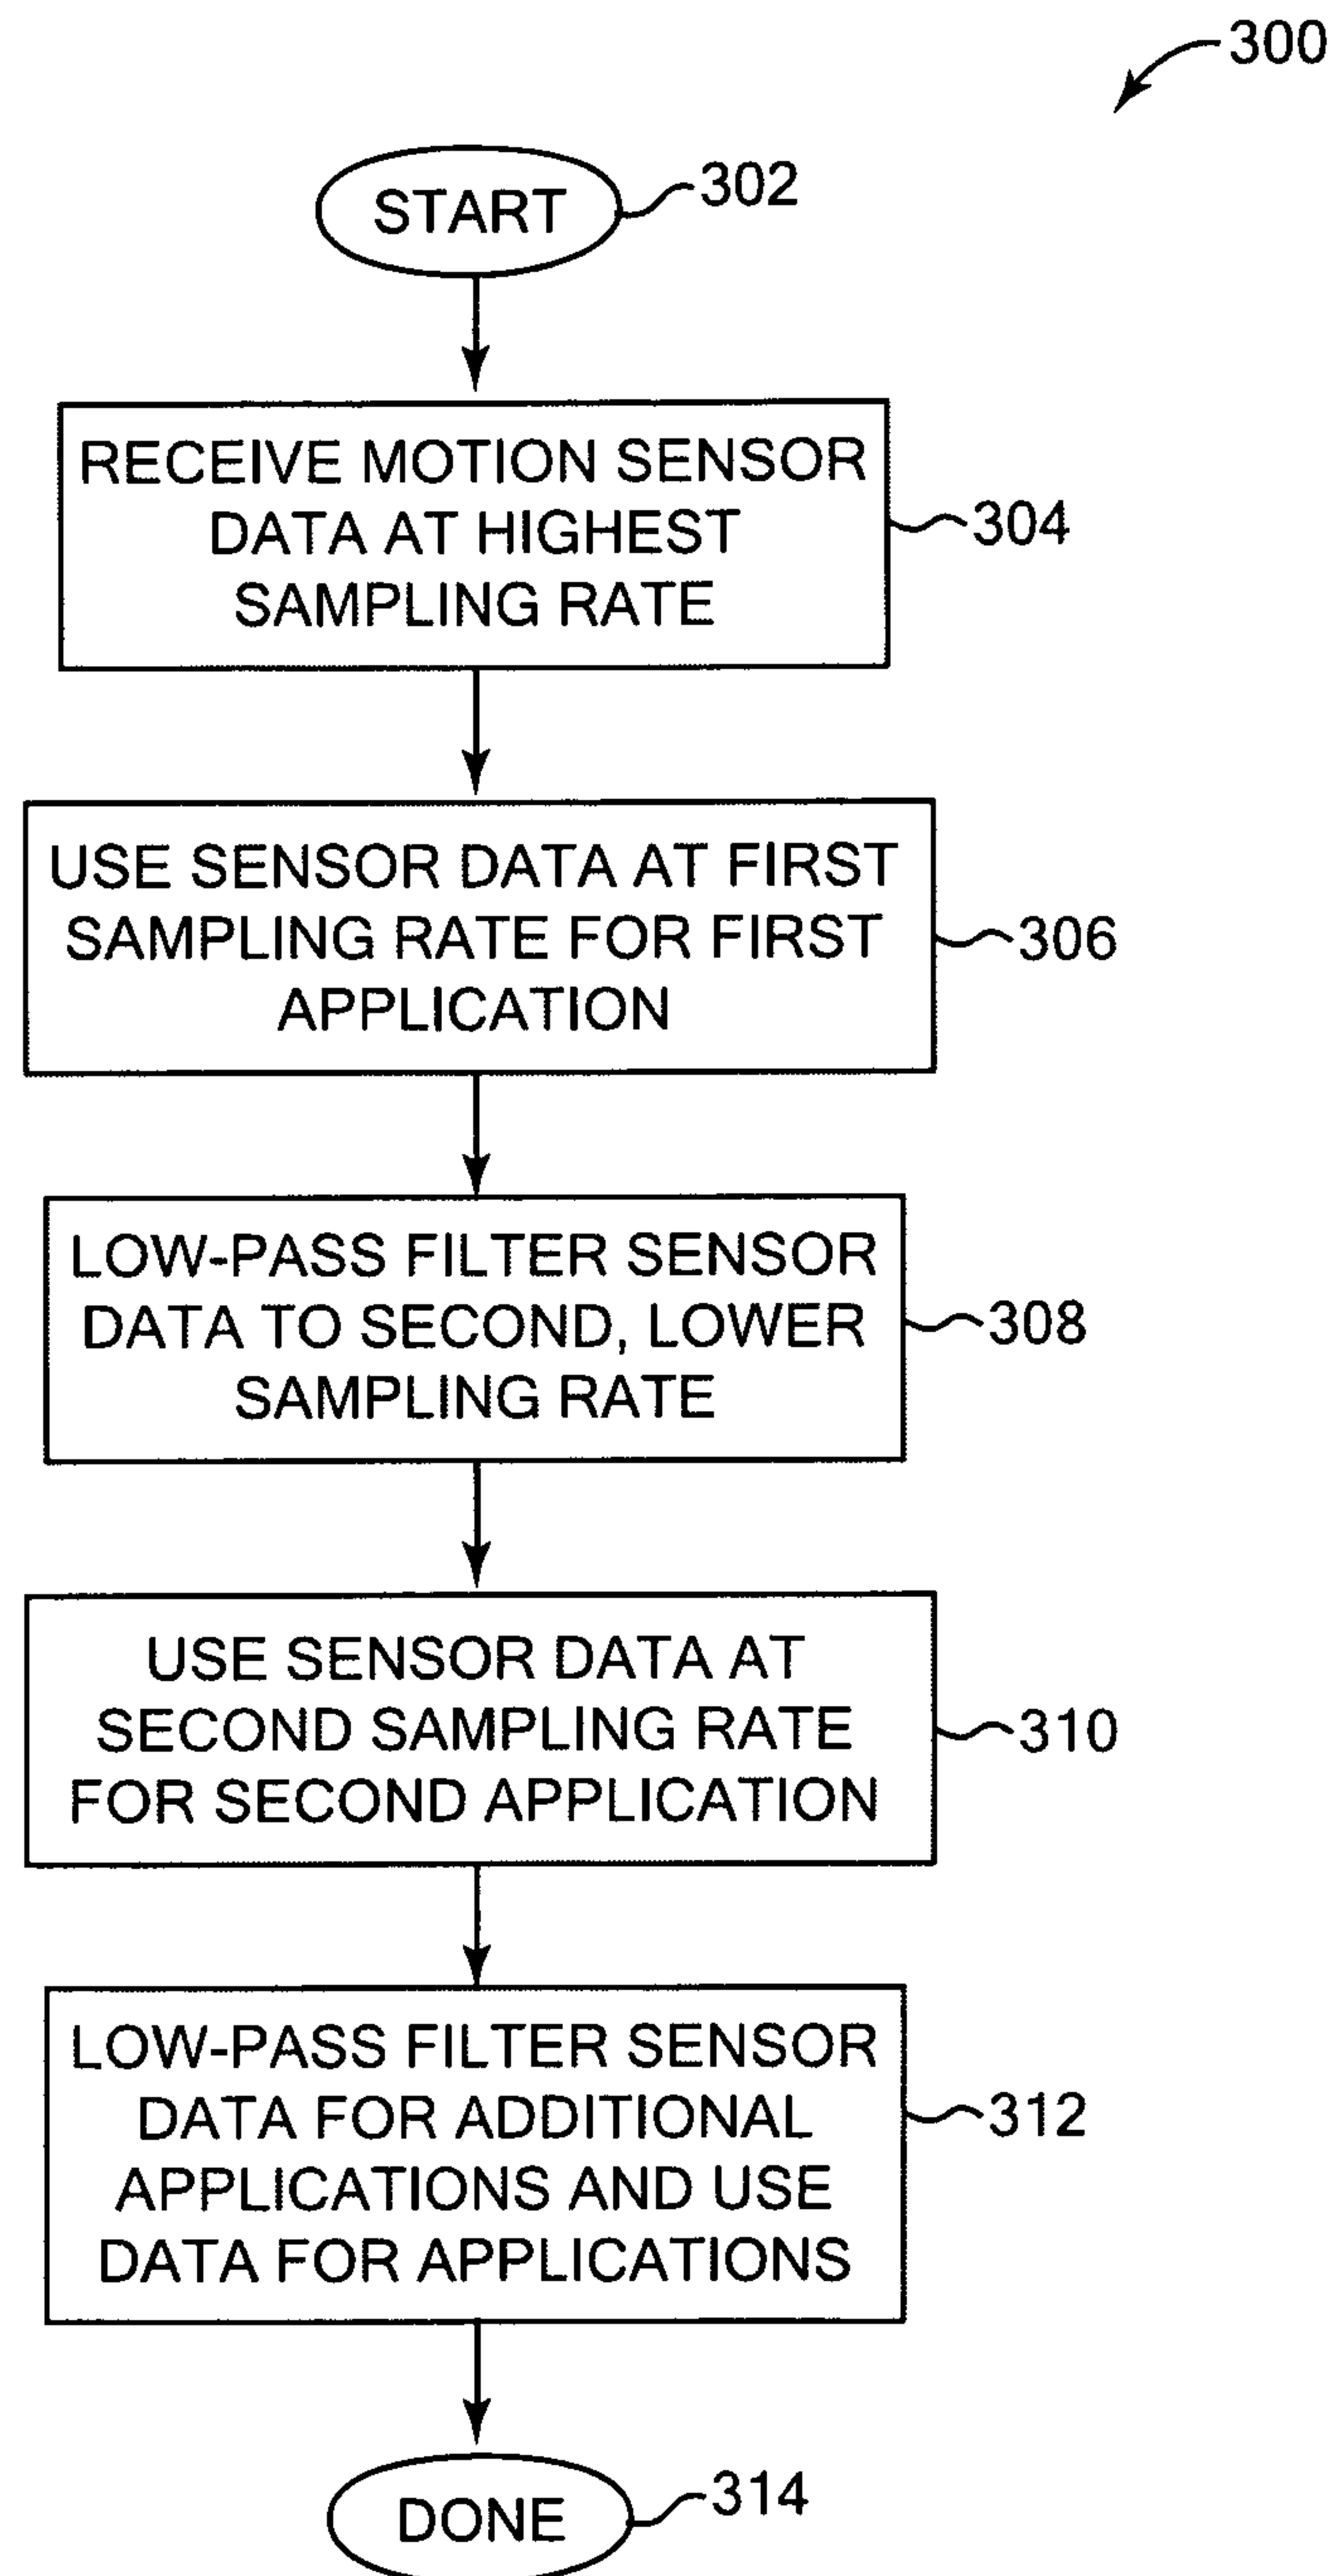 300
START
302
RECEIVE MOTION SENSOR
DATA AT HIGHEST
SAMPLING RATE
304
USE SENSOR DATA AT FIRST
SAMPLING RATE FOR FIRST
APPLICATION
306
LOW-PASS FILTER SENSOR
DATA TO SECOND, LOWER
SAMPLING RATE
308
USE SENSOR DATA AT
SECOND SAMPLING RATE
FOR SECOND APPLICATION
310
LOW-PASS FILTER SENSOR
DATA FOR ADDITIONAL
APPLICATIONS AND USE
DATA FOR APPLICATIONS
312
DONE
314